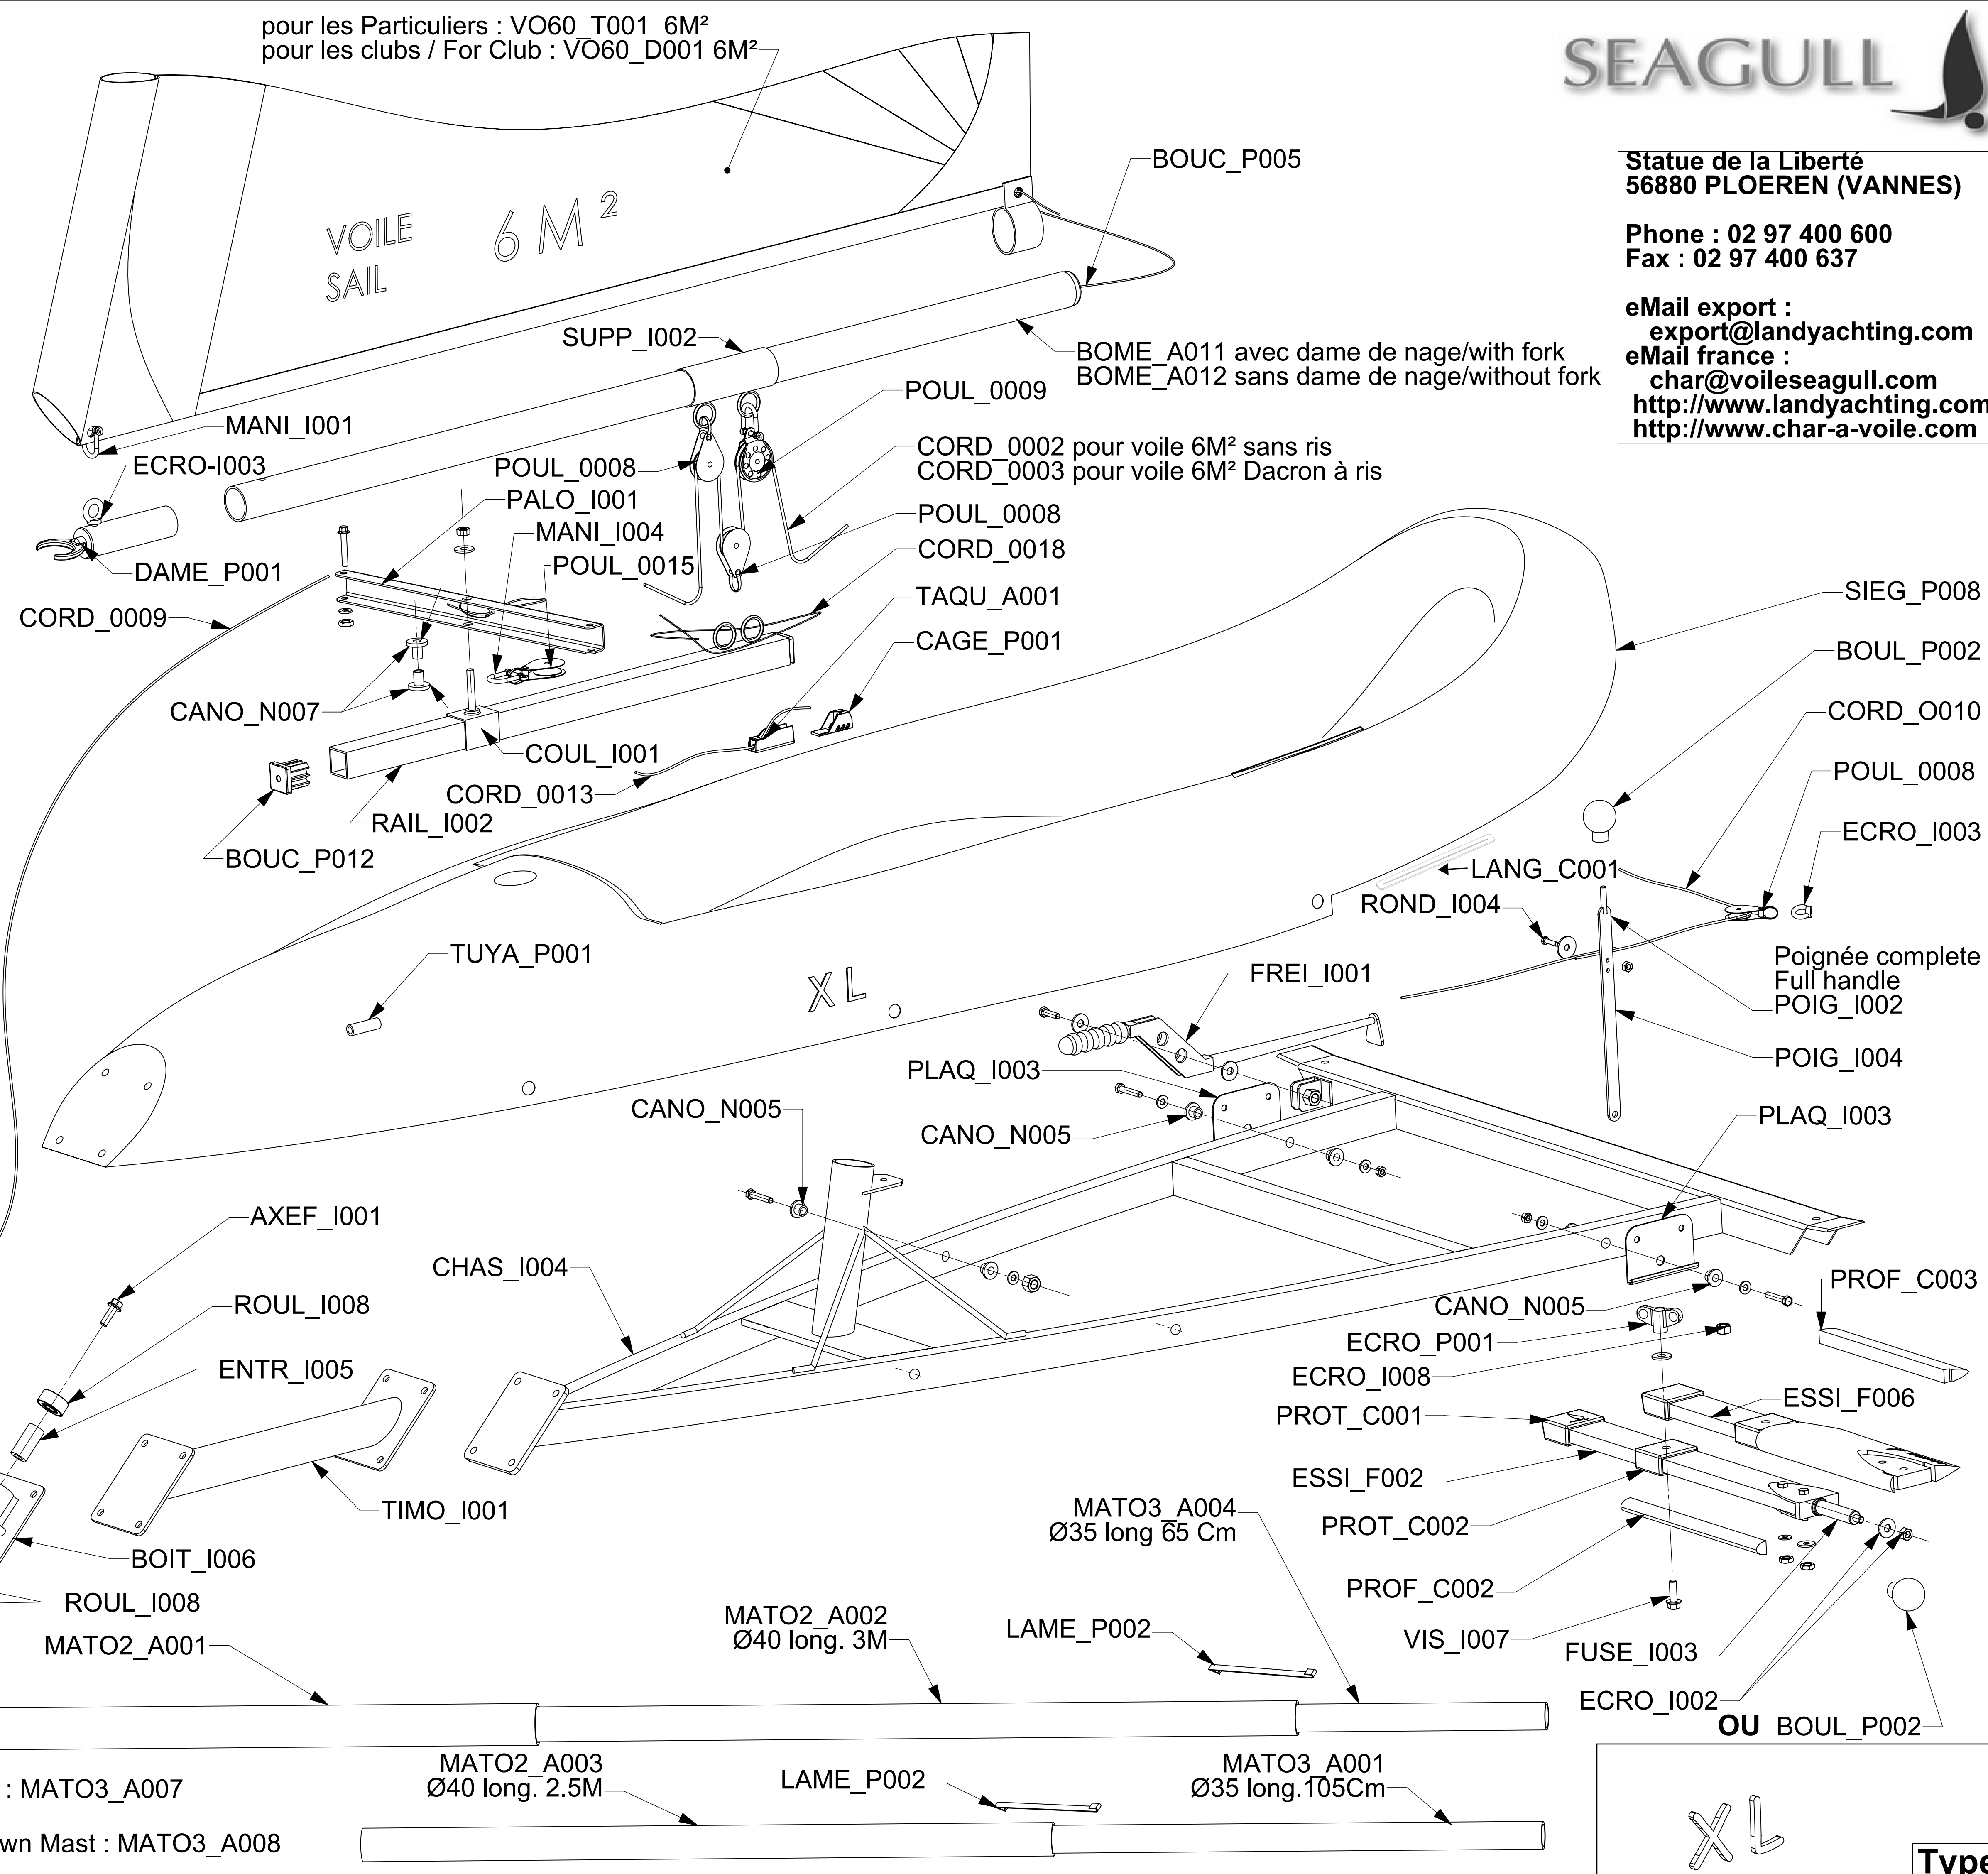 pour les Particuliers : VO60_T001  6M²
pour les clubs / For Club : VO60_D001 6M²
SEAGULL
Statue de la Liberté
56880 PLOEREN (VANNES)
Phone : 02 97 400 600
Fax : 02 97 400 637
eMail export :
export@landyachting.com
eMail france :
char@voileseagull.com
http://www.landyachting.com
http://www.char-a-voile.com
BOUC_P005
VOILE
SAIL
6 M ²
SUPP_I002
BOME_A011 avec dame de nage/with fork
BOME_A012 sans dame de nage/without fork
POUL_0009
MANI_I001
ECRO-I003
POUL_0008
CORD_0002 pour voile 6M² sans ris
CORD_0003 pour voile 6M² Dacron à ris
PALO_I001
MANI_I004
POUL_0008
CORD_0018
DAME_P001
POUL_0015
TAQU_A001
CORD_0009
CAGE_P001
SIEG_P008
BOUL_P002
CANO_N007
CORD_O010
COUL_I001
POUL_0008
CORD_0013
RAIL_I002
ECRO_I003
BOUC_P012
LANG_C001
ROND_I004
TUYA_P001
XL
FREI_I001
Poignée complete
Full handle
POIG_I002
POIG_I004
PLAQ_I003
CANO_N005
CANO_N005
PLAQ_I003
AXEF_I001
CHAS_I004
ROUL_I008
PROF_C003
CANO_N005
ECRO_P001
ENTR_I005
ECRO_I008
ESSI_F006
PROT_C001
ESSI_F002
TIMO_I001
MATO3_A004
Ø35 long 65 Cm
PROT_C002
BOIT_I006
PROF_C002
ROUL_I008
MATO2_A002
Ø40 long. 3M
LAME_P002
VIS_I007
MATO2_A001
FUSE_I003
ECRO_I002
OU BOUL_P002
MATO2_A003
Ø40 long. 2.5M
LAME_P002
MATO3_A001
Ø35 long.105Cm
: MATO3_A007
wn Mast : MATO3_A008
XL
Type